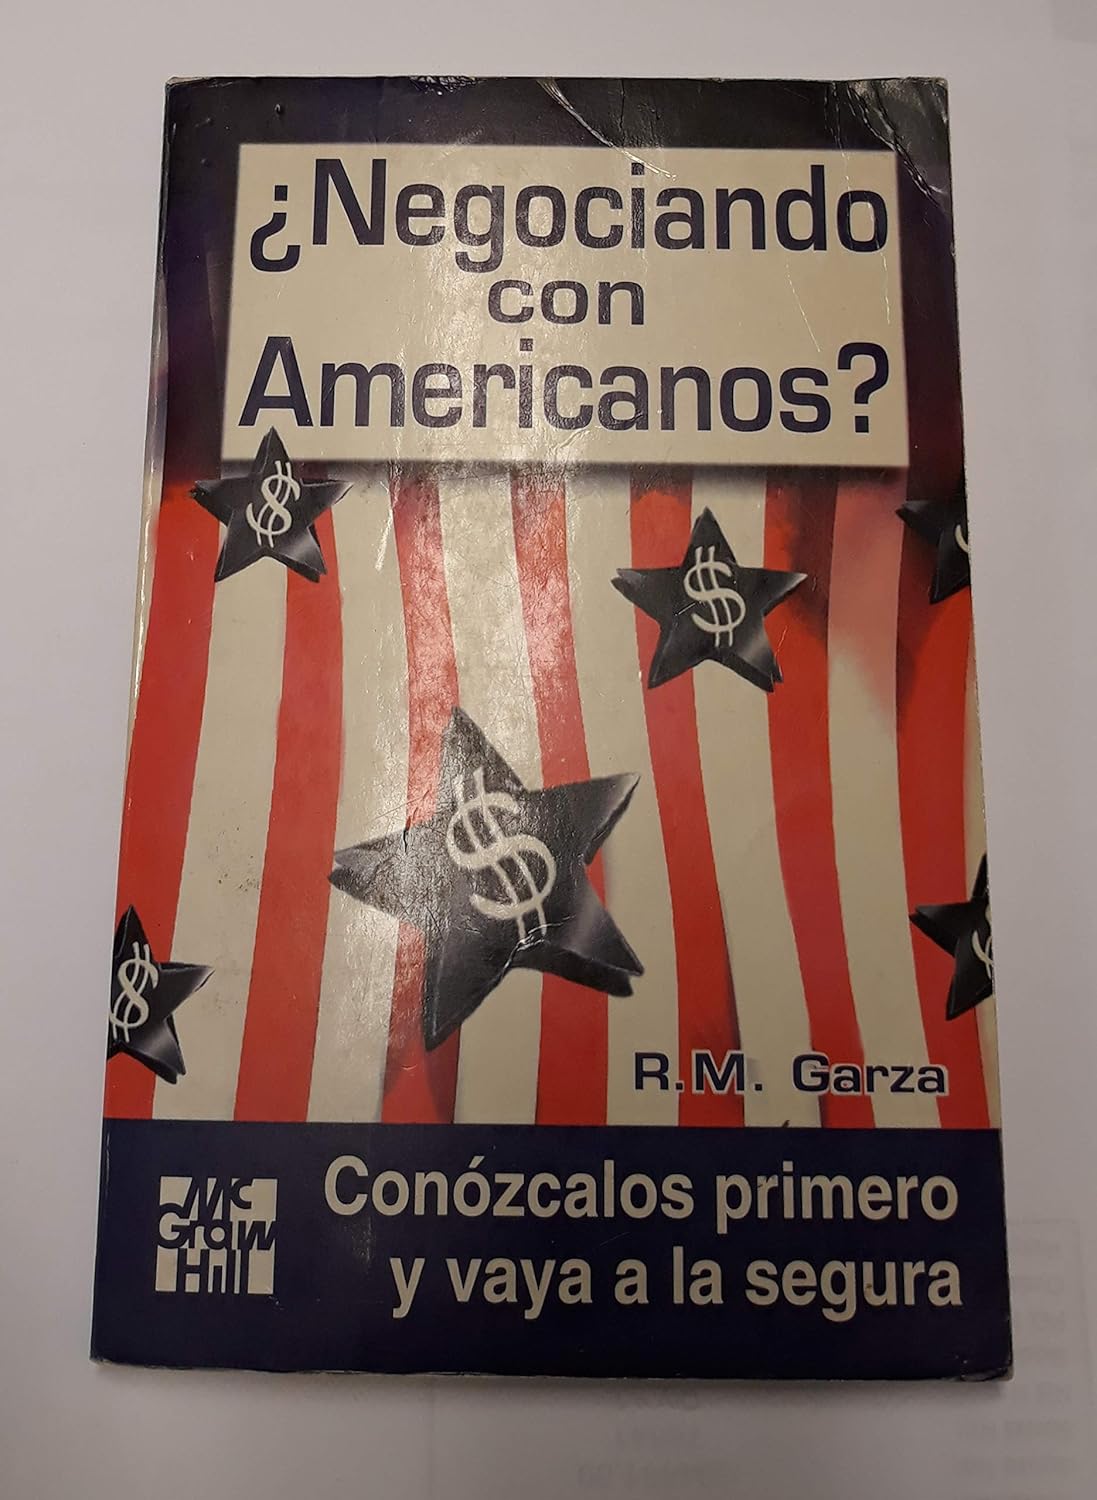 ¿Negociando
con
Americanos?
$
$
$
$
R.M. Garza
Mc
Graw
Hill
Conózcalos primero
y vaya a la segura